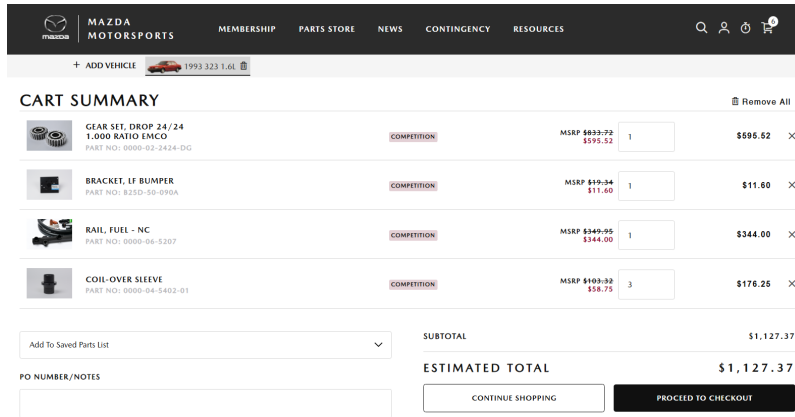 mazda
MAZDA
MOTORSPORTS
MEMBERSHIP
PARTS STORE
NEWS
CONTINGENCY
RESOURCES
6
+ ADD VEHICLE
1993 323 1.6L
CART SUMMARY
Remove All
GEAR SET, DROP 24/24
1.000 RATIO EMCO
PART NO: 0000-02-2424-DG
COMPETITION
MSRP $833.72
$595.52
1
$595.52
BRACKET, LF BUMPER
PART NO: B25D-50-090A
COMPETITION
MSRP $19.34
$11.60
1
$11.60
RAIL, FUEL - NC
PART NO: 0000-06-5207
COMPETITION
MSRP $349.95
$344.00
1
$344.00
COIL-OVER SLEEVE
PART NO: 0000-04-5402-01
COMPETITION
MSRP $103.32
$58.75
3
$176.25
Add To Saved Parts List
PO NUMBER/NOTES
SUBTOTAL
$1,127.37
ESTIMATED TOTAL
$1,127.37
CONTINUE SHOPPING
PROCEED TO CHECKOUT